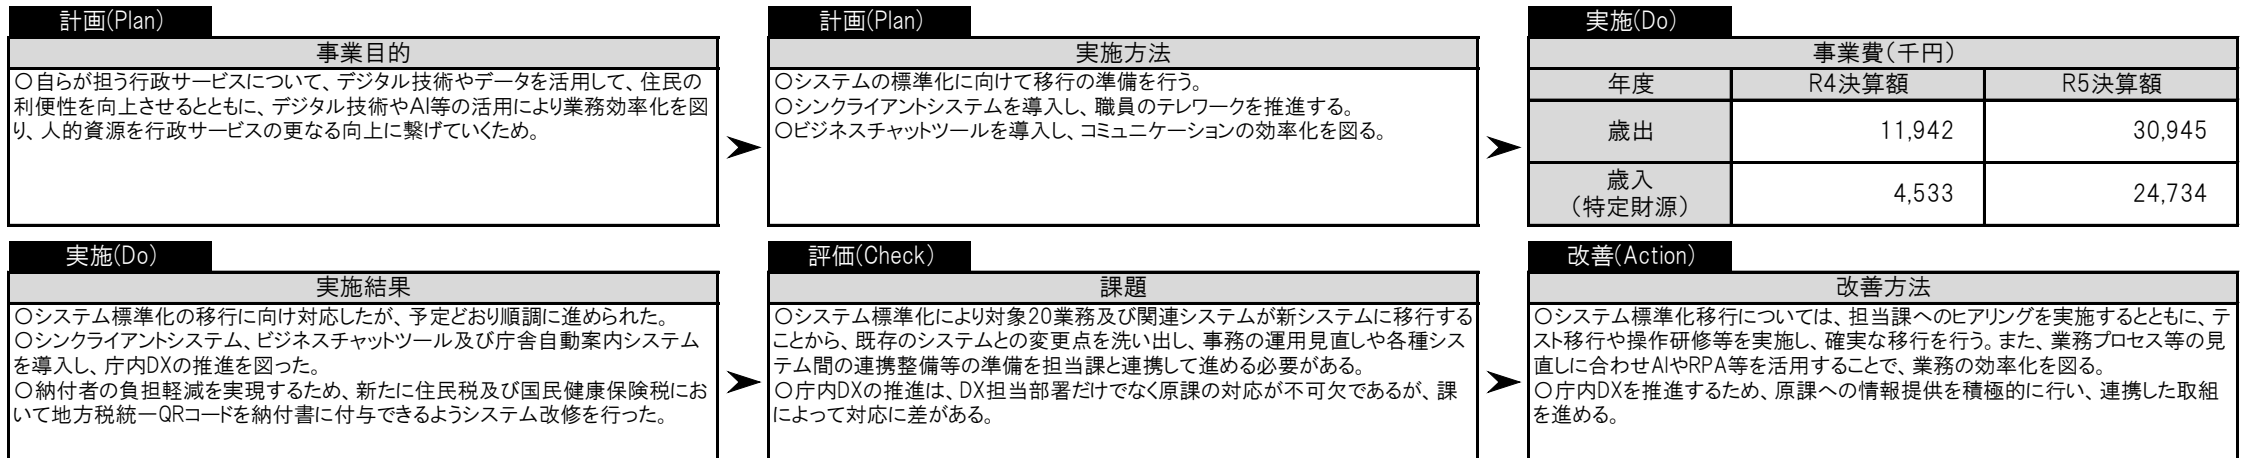 計画(Plan)
事業目的
○自らが担う行政サービスについて、デジタル技術やデータを活用して、住民の
利便性を向上させるとともに、デジタル技術やAI等の活用により業務効率化を図
り、人的資源を行政サービスの更なる向上に繋げていくため。
計画(Plan)
実施方法
○システムの標準化に向けて移行の準備を行う。
○シンクライアントシステムを導入し、職員のテレワークを推進する。
○ビジネスチャットツールを導入し、コミュニケーションの効率化を図る。
実施(Do)
事業費(千円)
年度 R4決算額 R5決算額
歳出 11,942 30,945
歳入
(特定財源) 4,533 24,734
実施(Do)
実施結果
○システム標準化の移行に向け対応したが、予定どおり順調に進められた。
○シンクライアントシステム、ビジネスチャットツール及び庁舎自動案内システム
を導入し、庁内DXの推進を図った。
○納付者の負担軽減を実現するため、新たに住民税及び国民健康保険税にお
いて地方税統一QRコードを納付書に付与できるようシステム改修を行った。
評価(Check)
課題
○システム標準化により対象20業務及び関連システムが新システムに移行する
ことから、既存のシステムとの変更点を洗い出し、事務の運用見直しや各種シス
テム間の連携整備等の準備を担当課と連携して進める必要がある。
○庁内DXの推進は、DX担当部署だけでなく原課の対応が不可欠であるが、課
によって対応に差がある。
改善(Action)
改善方法
○システム標準化移行については、担当課へのヒアリングを実施するとともに、テ
スト移行や操作研修等を実施し、確実な移行を行う。また、業務プロセス等の見
直しに合わせAIやRPA等を活用することで、業務の効率化を図る。
○庁内DXを推進するため、原課への情報提供を積極的に行い、連携した取組
を進める。